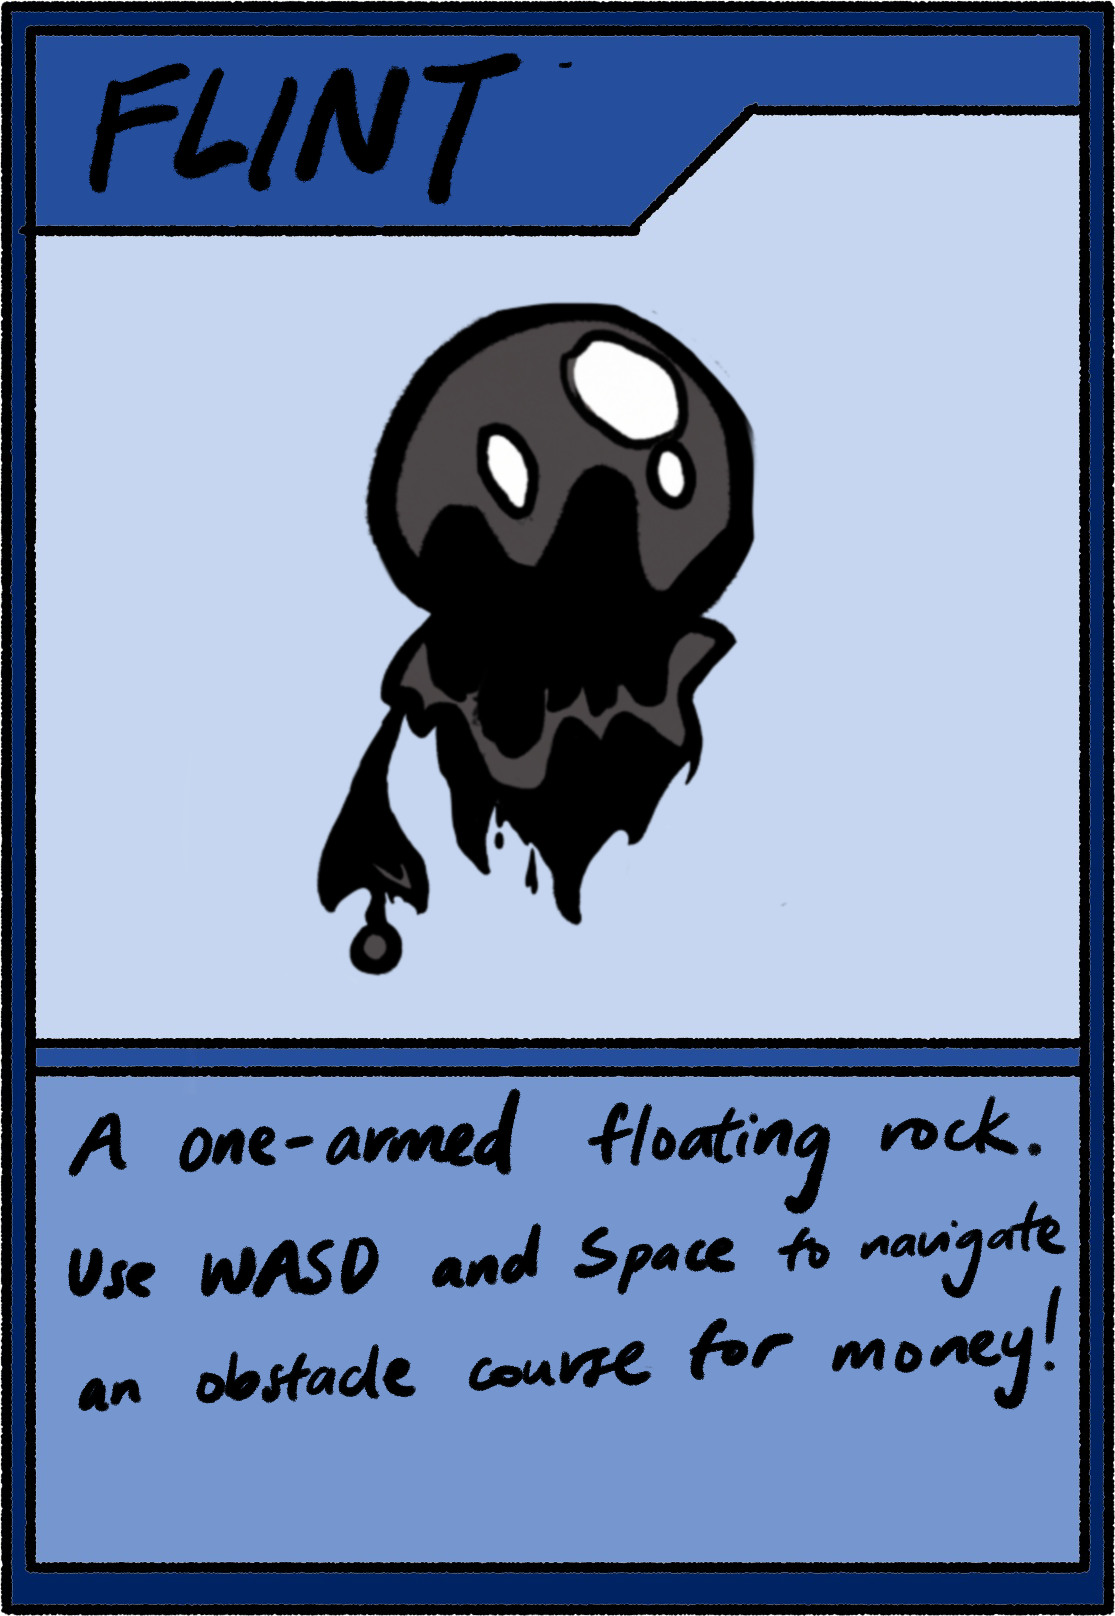 FLINT
A one-armed floating rock.
Use WASD and Space to navigate
an obstacle course for money!